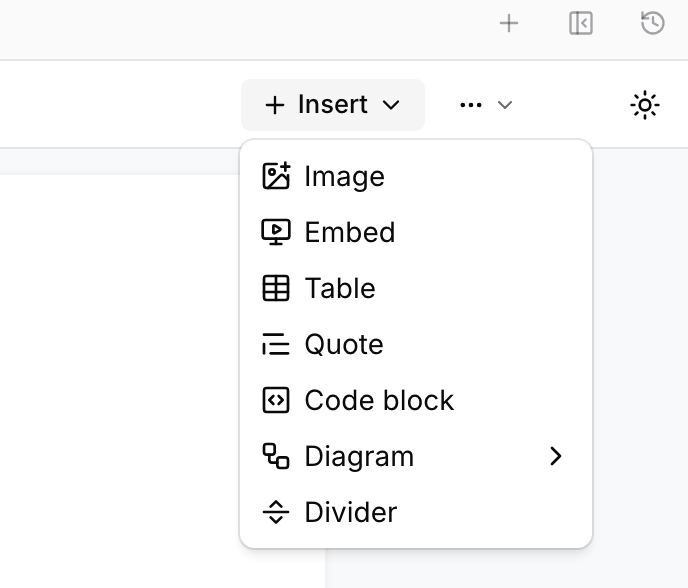 Insert
Image
Embed
Table
Quote
Code block
Diagram
Divider